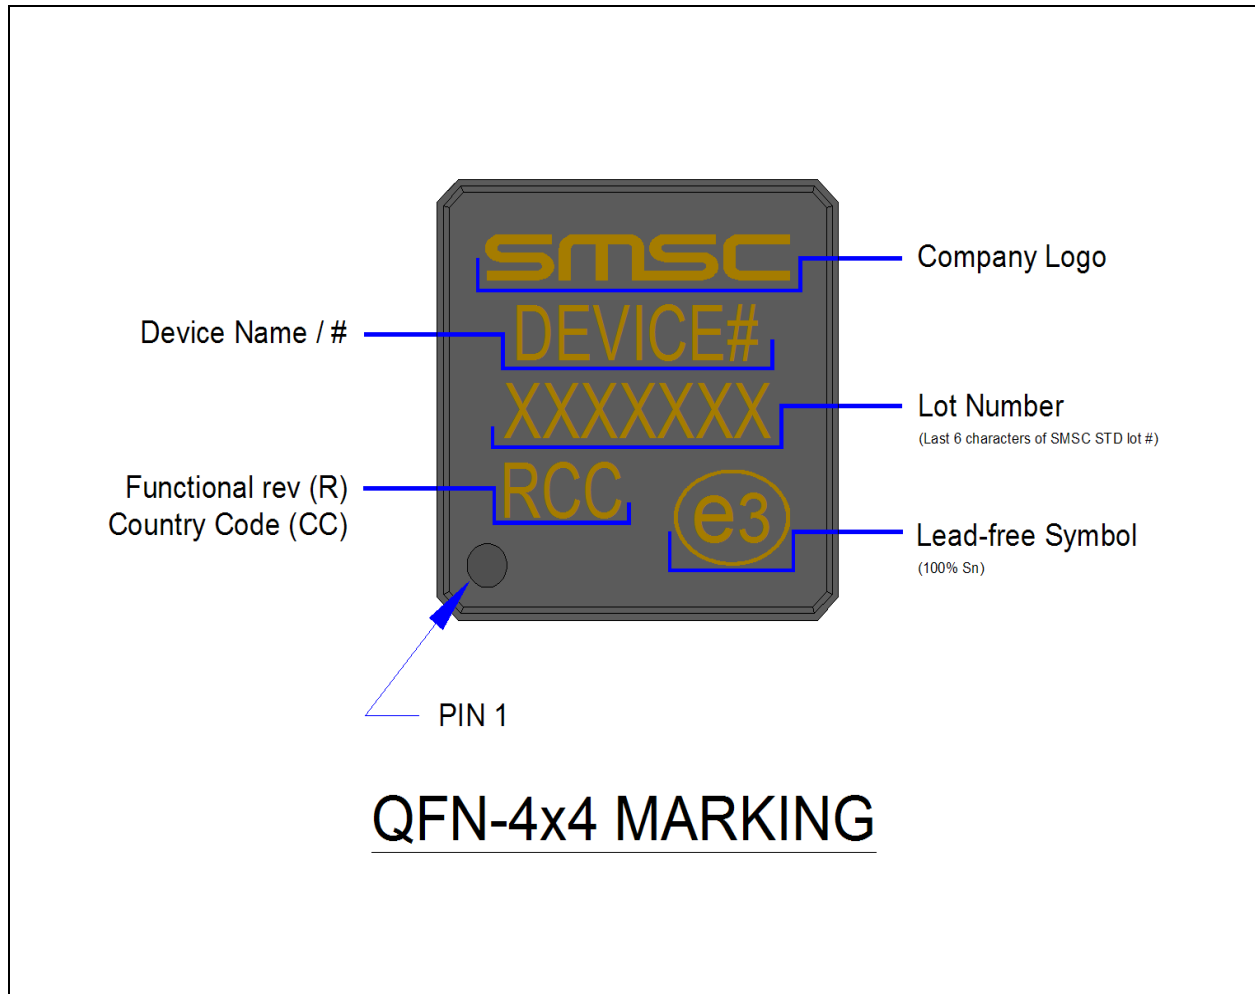 SMSC
Company Logo
Device Name / #
DEVICE#
XXXXXXX
Lot Number
(Last 6 characters of SMSC STD lot #)
Functional rev (R)
Country Code (CC)
RCC
e3
Lead-free Symbol
(100% Sn)
PIN 1
QFN-4x4 MARKING